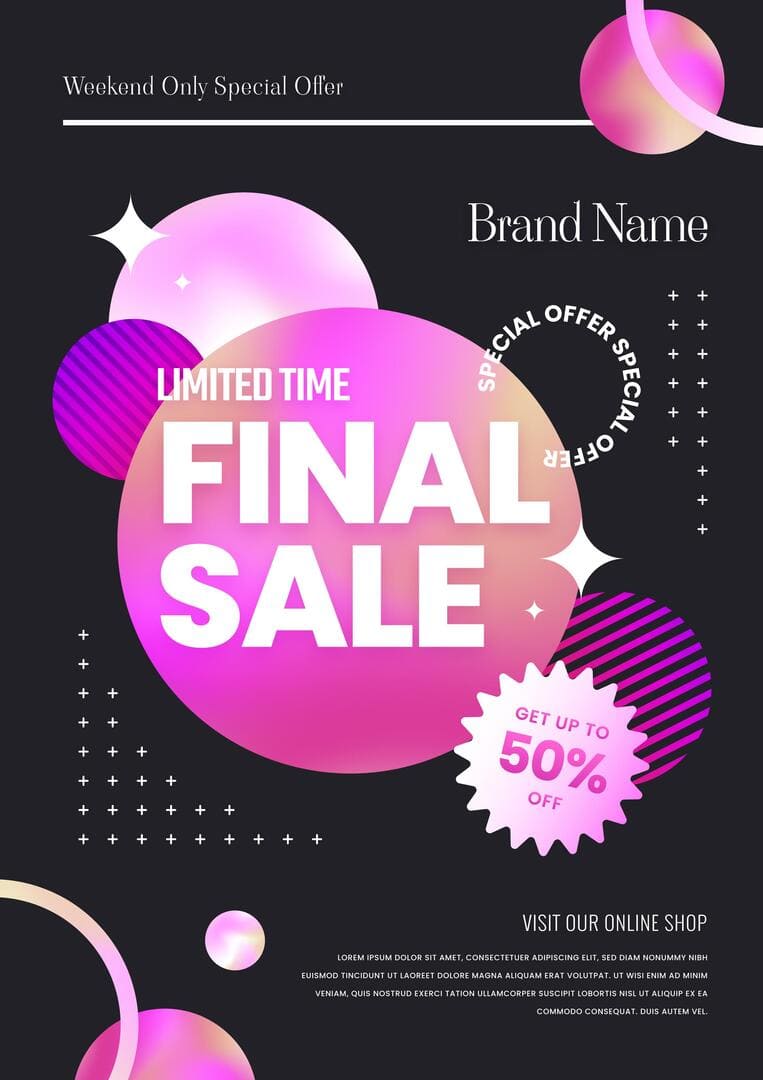 Weekend Only Special Offer
Brand Name
SPECIAL OFFER SPECIAL OFFER
LIMITED TIME
FINAL
SALE
GET UP TO
50%
OFF
VISIT OUR ONLINE SHOP
LOREM IPSUM DOLOR SIT AMET, CONSECTETUER ADIPISCING ELIT, SED DIAM NONUMMY NIBH
EUISMOD TINCIDUNT UT LAOREET DOLORE MAGNA ALIQUAM ERAT VOLUTPAT. UT WISI ENIM AD MINIM
VENIAM, QUIS NOSTRUD EXERCI TATION ULLAMCORPER SUSCIPIT LOBORTIS NISL UT ALIQUIP EX EA
COMMODO CONSEQUAT. DUIS AUTEM VEL.